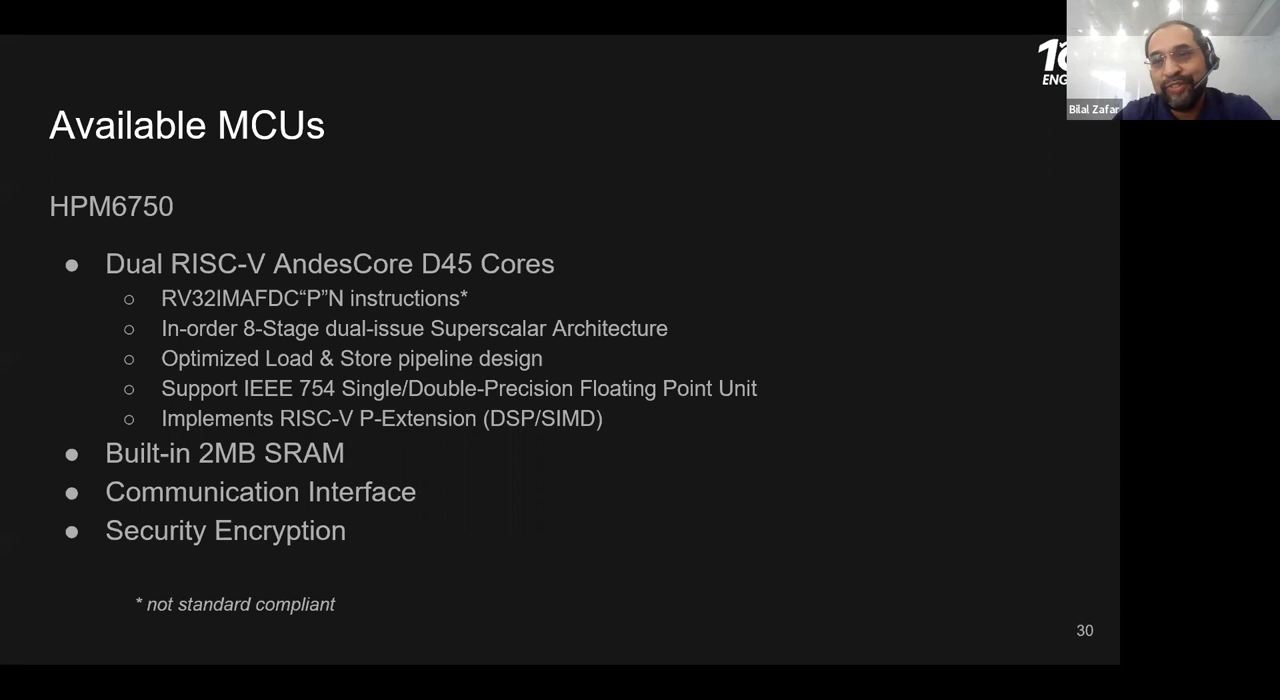 Available MCUs
HPM6750
● Dual RISC-V AndesCore D45 Cores
○ RV32IMAFDC“P”N instructions*
○ In-order 8-Stage dual-issue Superscalar Architecture
○ Optimized Load & Store pipeline design
○ Support IEEE 754 Single/Double-Precision Floating Point Unit
○ Implements RISC-V P-Extension (DSP/SIMD)
● Built-in 2MB SRAM
● Communication Interface
● Security Encryption
* not standard compliant
30
ENG
Bilal Zafar